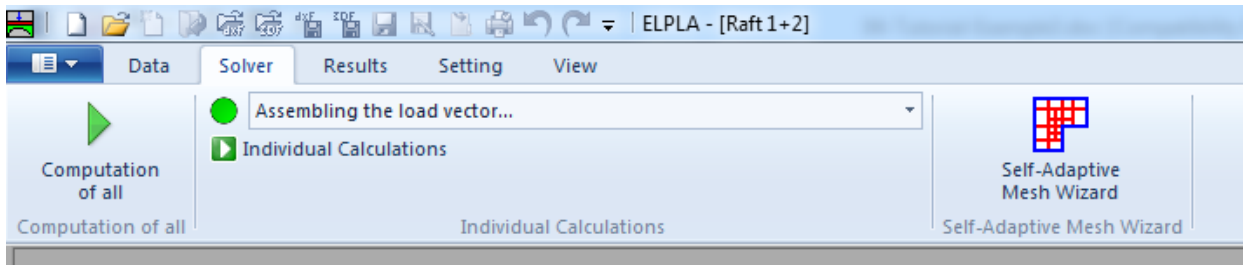 ELPLA - [Raft 1+2]
Data Solver Results Setting View
Assembling the load vector...
Individual Calculations
Computation
of all
Self-Adaptive
Mesh Wizard
Computation of all Individual Calculations Self-Adaptive Mesh Wizard